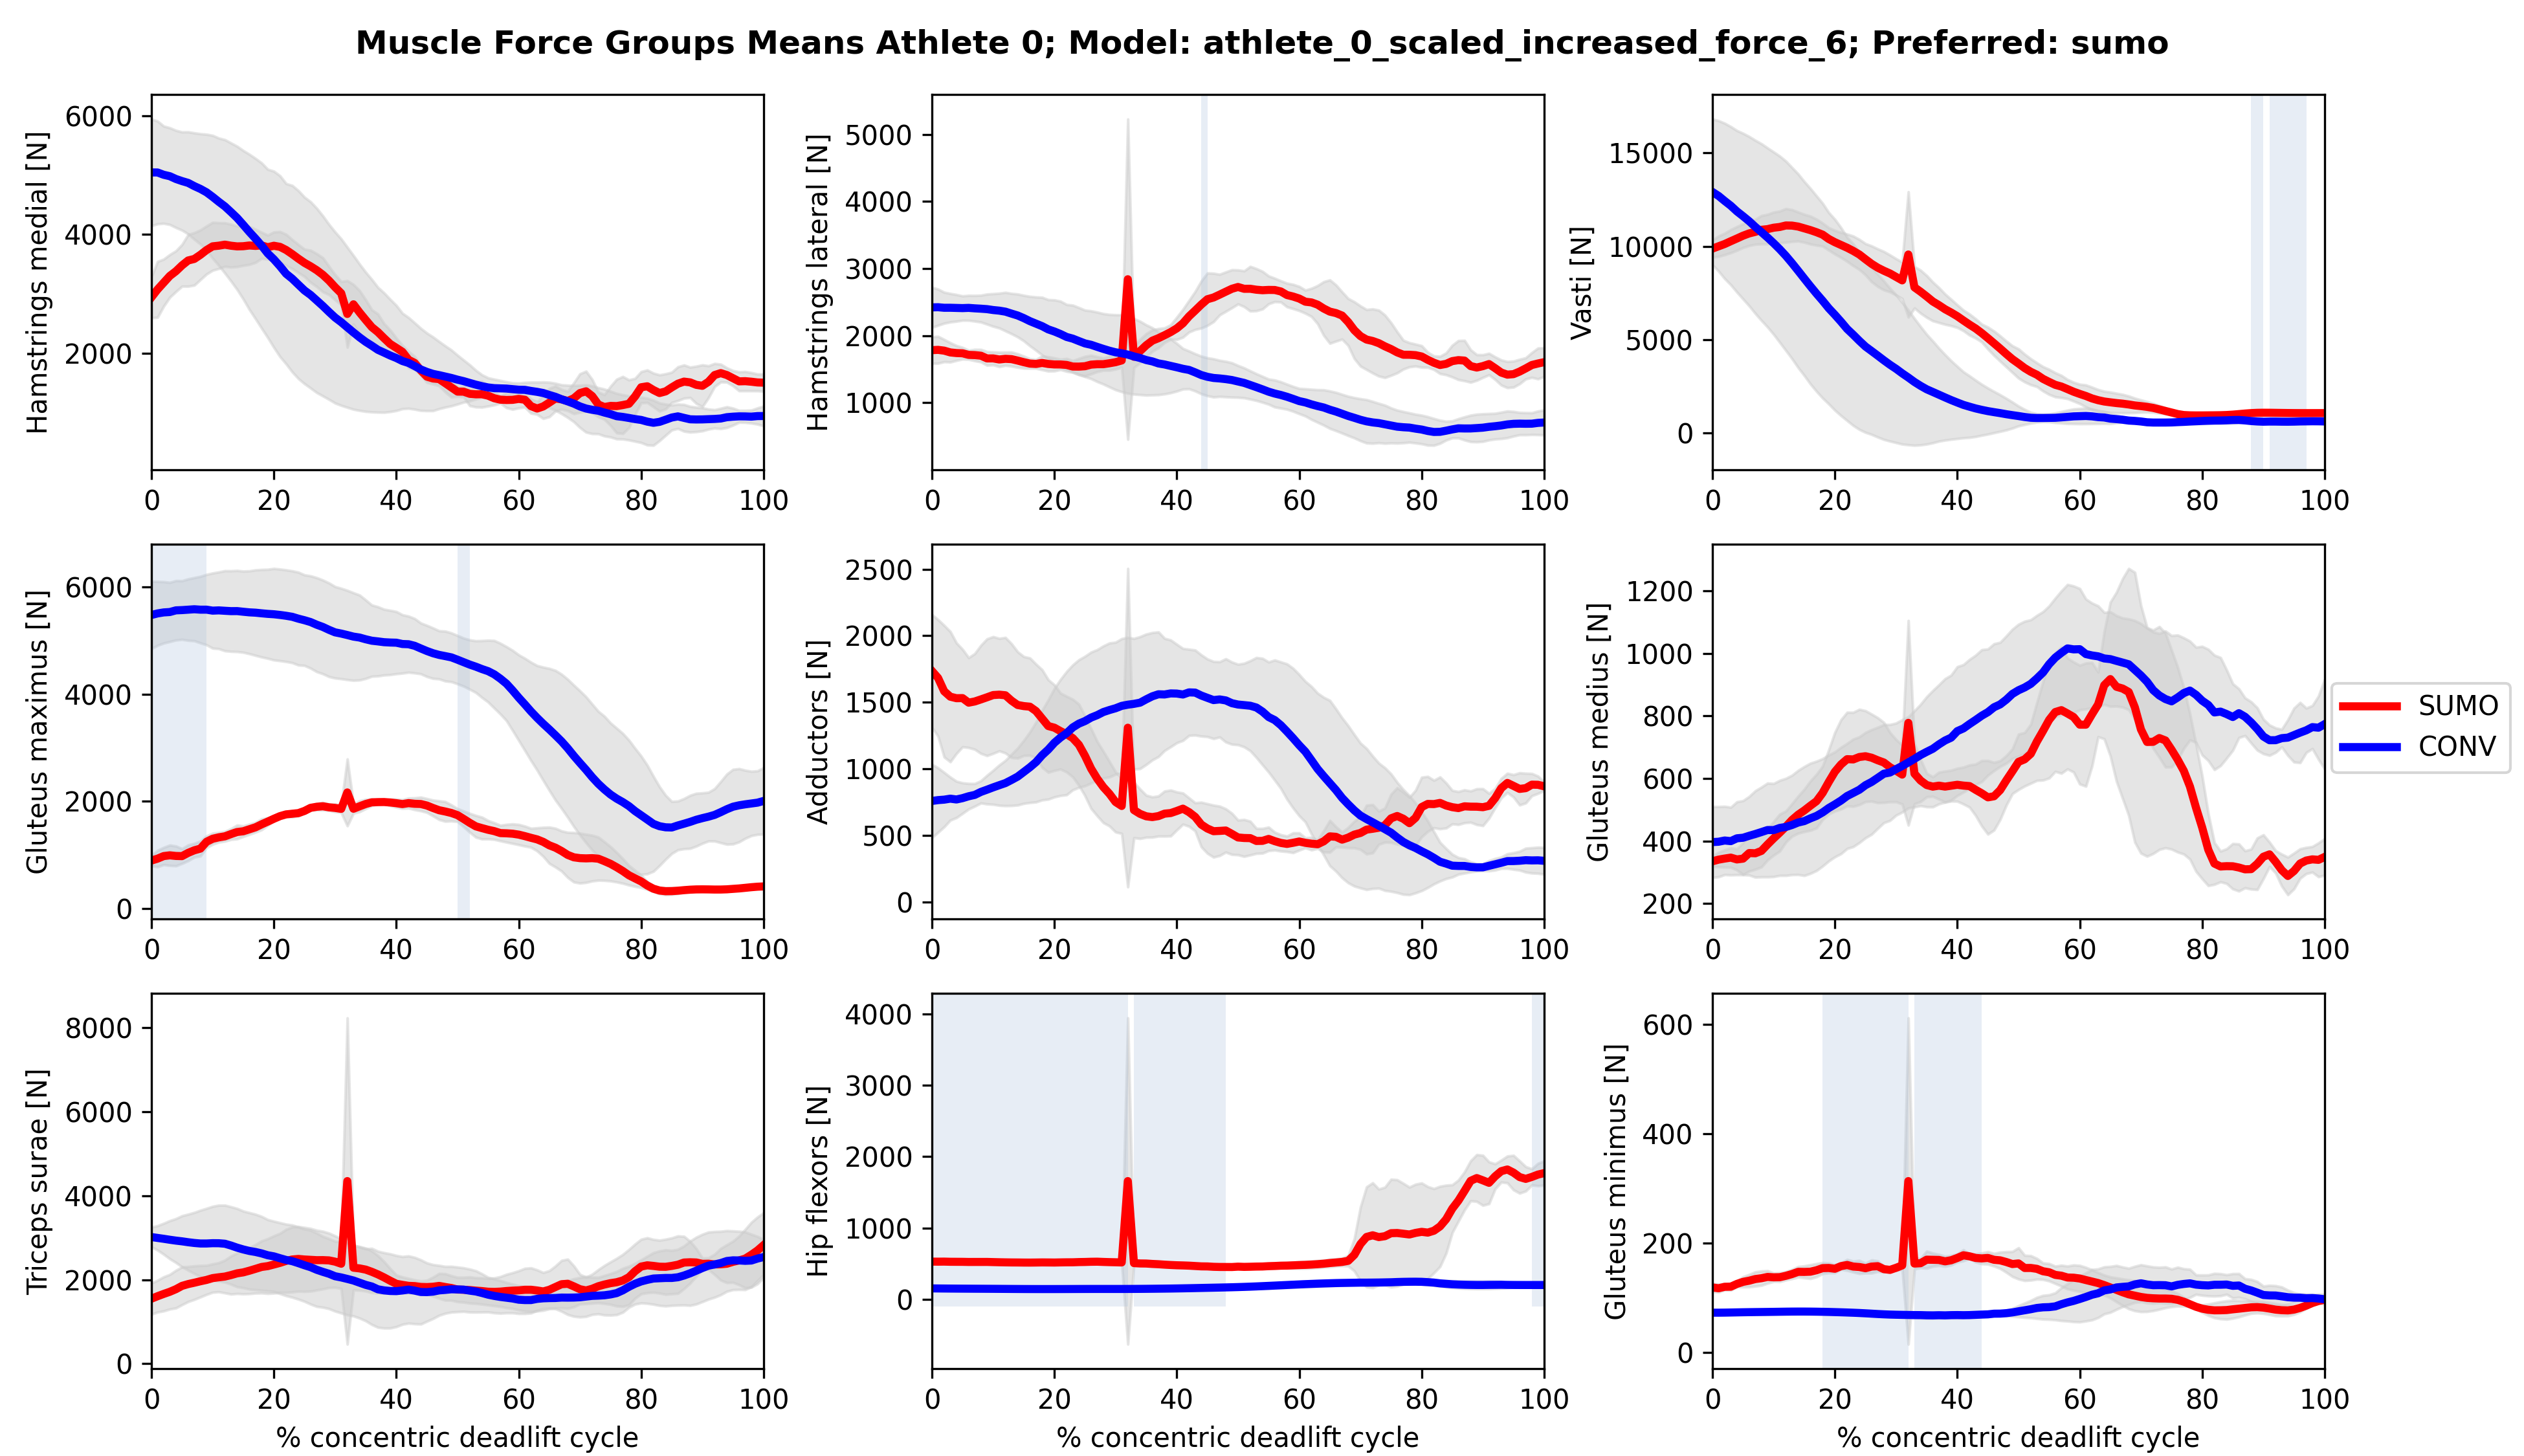 Muscle Force Groups Means Athlete 0; Model: athlete_0_scaled_increased_force_6; Preferred: sumo
Hamstrings medial [N]
6000
4000
2000
0 20 40 60 80 100
Hamstrings lateral [N]
5000
4000
3000
2000
1000
0 20 40 60 80 100
Vasti [N]
15000
10000
5000
0
0 20 40 60 80 100
Gluteus maximus [N]
6000
4000
2000
0
0 20 40 60 80 100
Adductors [N]
2500
2000
1500
1000
500
0
0 20 40 60 80 100
Gluteus medius [N]
1200
1000
800
600
400
200
0 20 40 60 80 100
SUMO
CONV
Triceps surae [N]
8000
6000
4000
2000
0
0 20 40 60 80 100
% concentric deadlift cycle
Hip flexors [N]
4000
3000
2000
1000
0
0 20 40 60 80 100
% concentric deadlift cycle
Gluteus minimus [N]
600
400
200
0
0 20 40 60 80 100
% concentric deadlift cycle